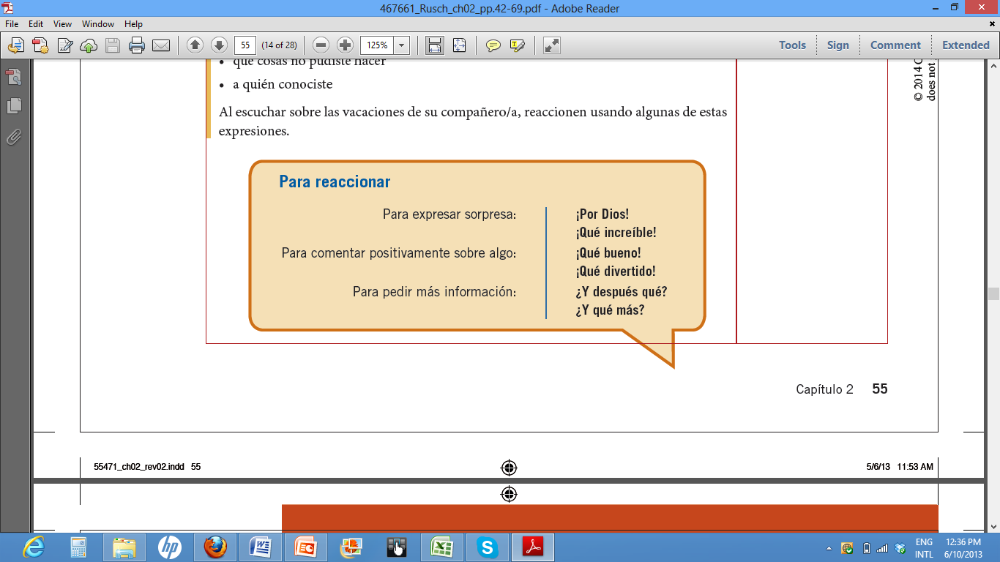 467661_Rusch_ch02_pp.42-69.pdf - Adobe Reader
File Edit View Window Help
55 (14 of 28) 125% Tools Sign Comment Extended
• qué cosas no pudiste hacer
• a quién conociste
Al escuchar sobre las vacaciones de su compañero/a, reaccionen usando algunas de estas
expresiones.
© 2014 C
does not
Para reaccionar
Para expresar sorpresa: ¡Por Dios!
¡Qué increíble!
Para comentar positivamente sobre algo: ¡Qué bueno!
¡Qué divertido!
Para pedir más información: ¿Y después qué?
¿Y qué más?
Capítulo 2 55
55471_ch02_rev02.indd 55 5/6/13 11:53 AM
ENG 12:36 PM
INTL 6/10/2013